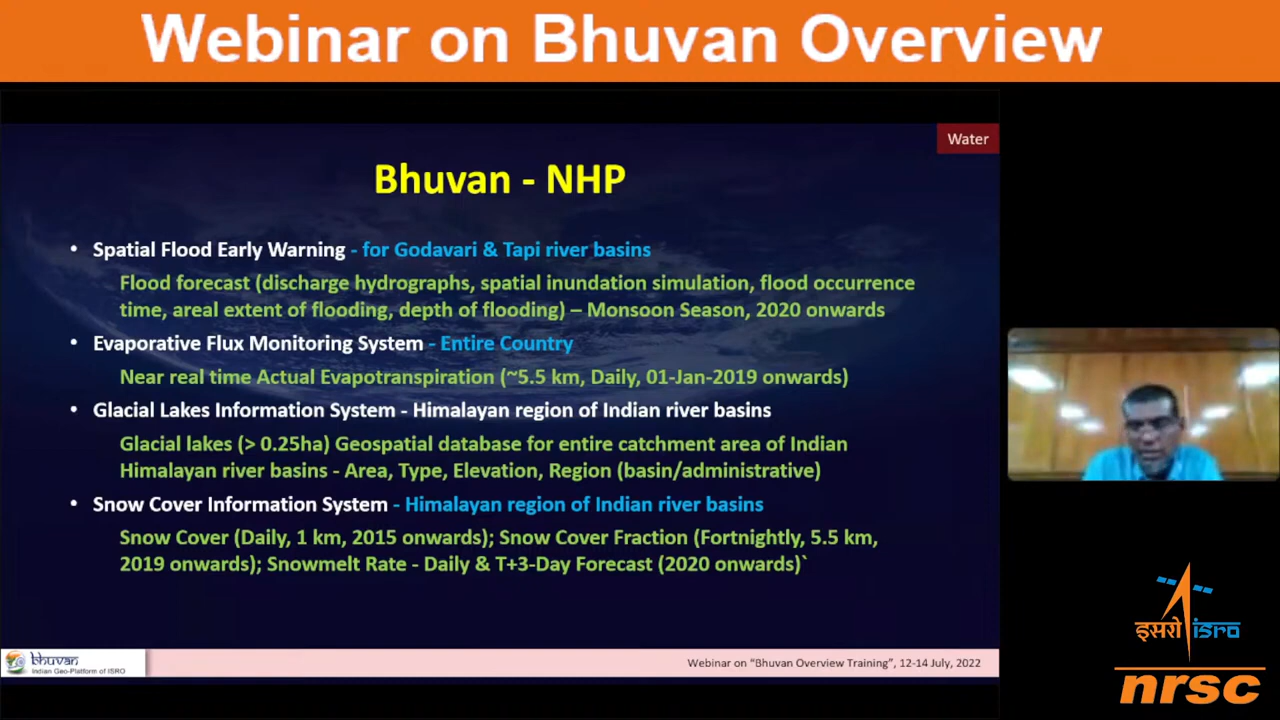 Webinar on Bhuvan Overview
Water
Bhuvan - NHP
• Spatial Flood Early Warning - for Godavari & Tapi river basins
Flood forecast (discharge hydrographs, spatial inundation simulation, flood occurrence
time, areal extent of flooding, depth of flooding) – Monsoon Season, 2020 onwards
• Evaporative Flux Monitoring System - Entire Country
Near real time Actual Evapotranspiration (~5.5 km, Daily, 01-Jan-2019 onwards)
• Glacial Lakes Information System - Himalayan region of Indian river basins
Glacial lakes (> 0.25ha) Geospatial database for entire catchment area of Indian
Himalayan river basins - Area, Type, Elevation, Region (basin/administrative)
• Snow Cover Information System - Himalayan region of Indian river basins
Snow Cover (Daily, 1 km, 2015 onwards); Snow Cover Fraction (Fortnightly, 5.5 km,
2019 onwards); Snowmelt Rate - Daily & T+3-Day Forecast (2020 onwards)`
bhuvan
Indian Geo-Platform of ISRO
Webinar on “Bhuvan Overview Training”, 12-14 July, 2022
इसरो isro
nrsc